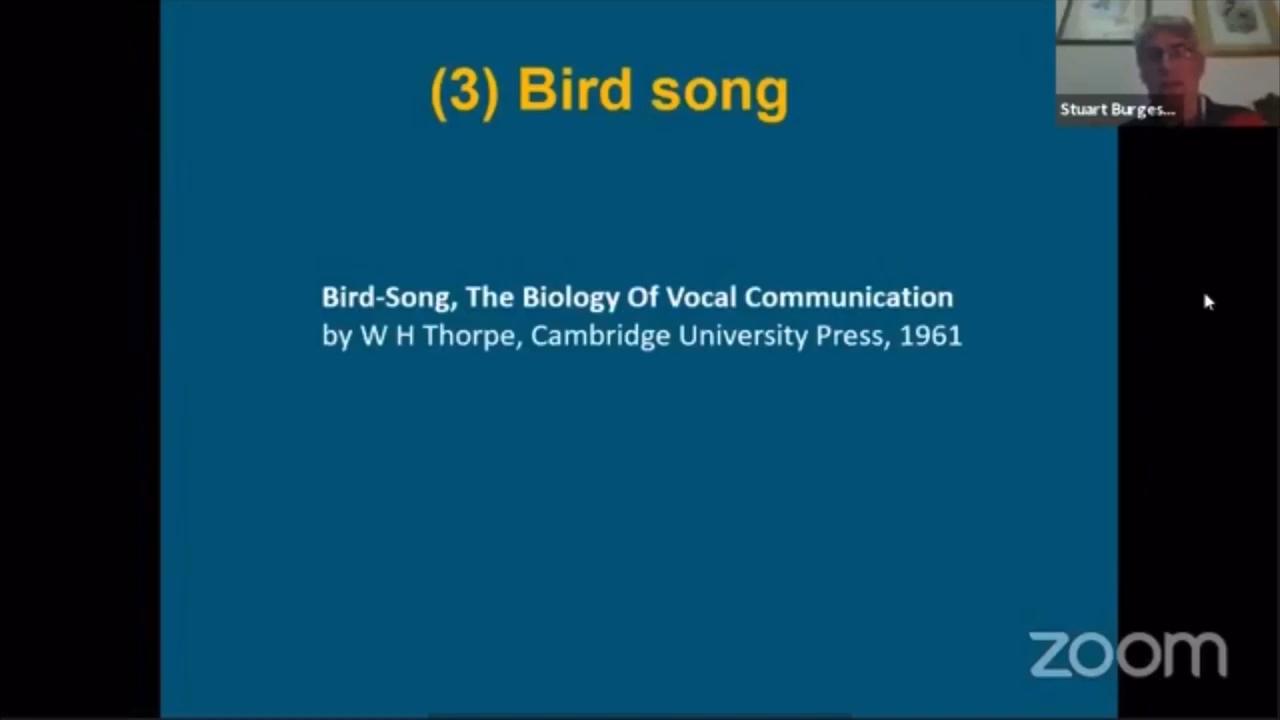 (3) Bird song
Stuart Burges...
Bird-Song, The Biology Of Vocal Communication
by W H Thorpe, Cambridge University Press, 1961
zoom